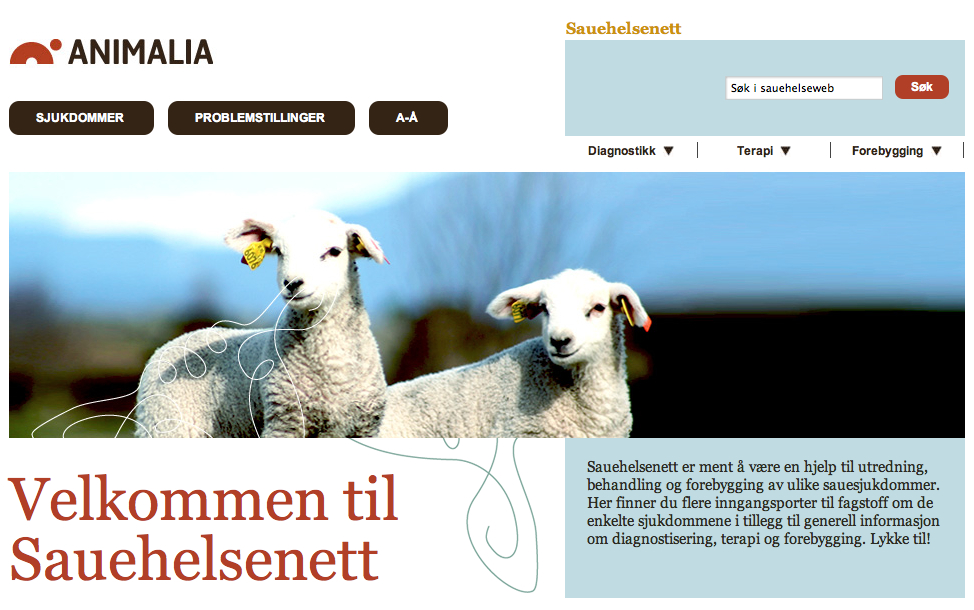 ANIMALIA
Sauehelsenett
Søk i sauehelseweb
Søk
SJUKDOMMER
PROBLEMSTILLINGER
A-Å
Diagnostikk
Terapi
Forebygging
Velkommen til
Sauehelsenett
Sauehelsenett er ment å være en hjelp til utredning,
behandling og forebygging av ulike sauesjukdommer.
Her finner du flere inngangsporter til fagstoff om de
enkelte sjukdommene i tillegg til generell informasjon
om diagnostisering, terapi og forebygging. Lykke til!